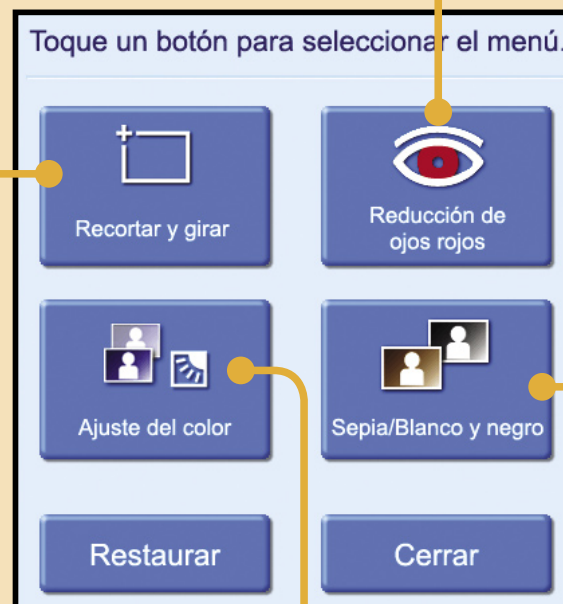 Toque un botón para seleccionar el menú.
Recortar y girar
Reducción de
ojos rojos
Ajuste del color
Sepia/Blanco y negro
Restaurar
Cerrar